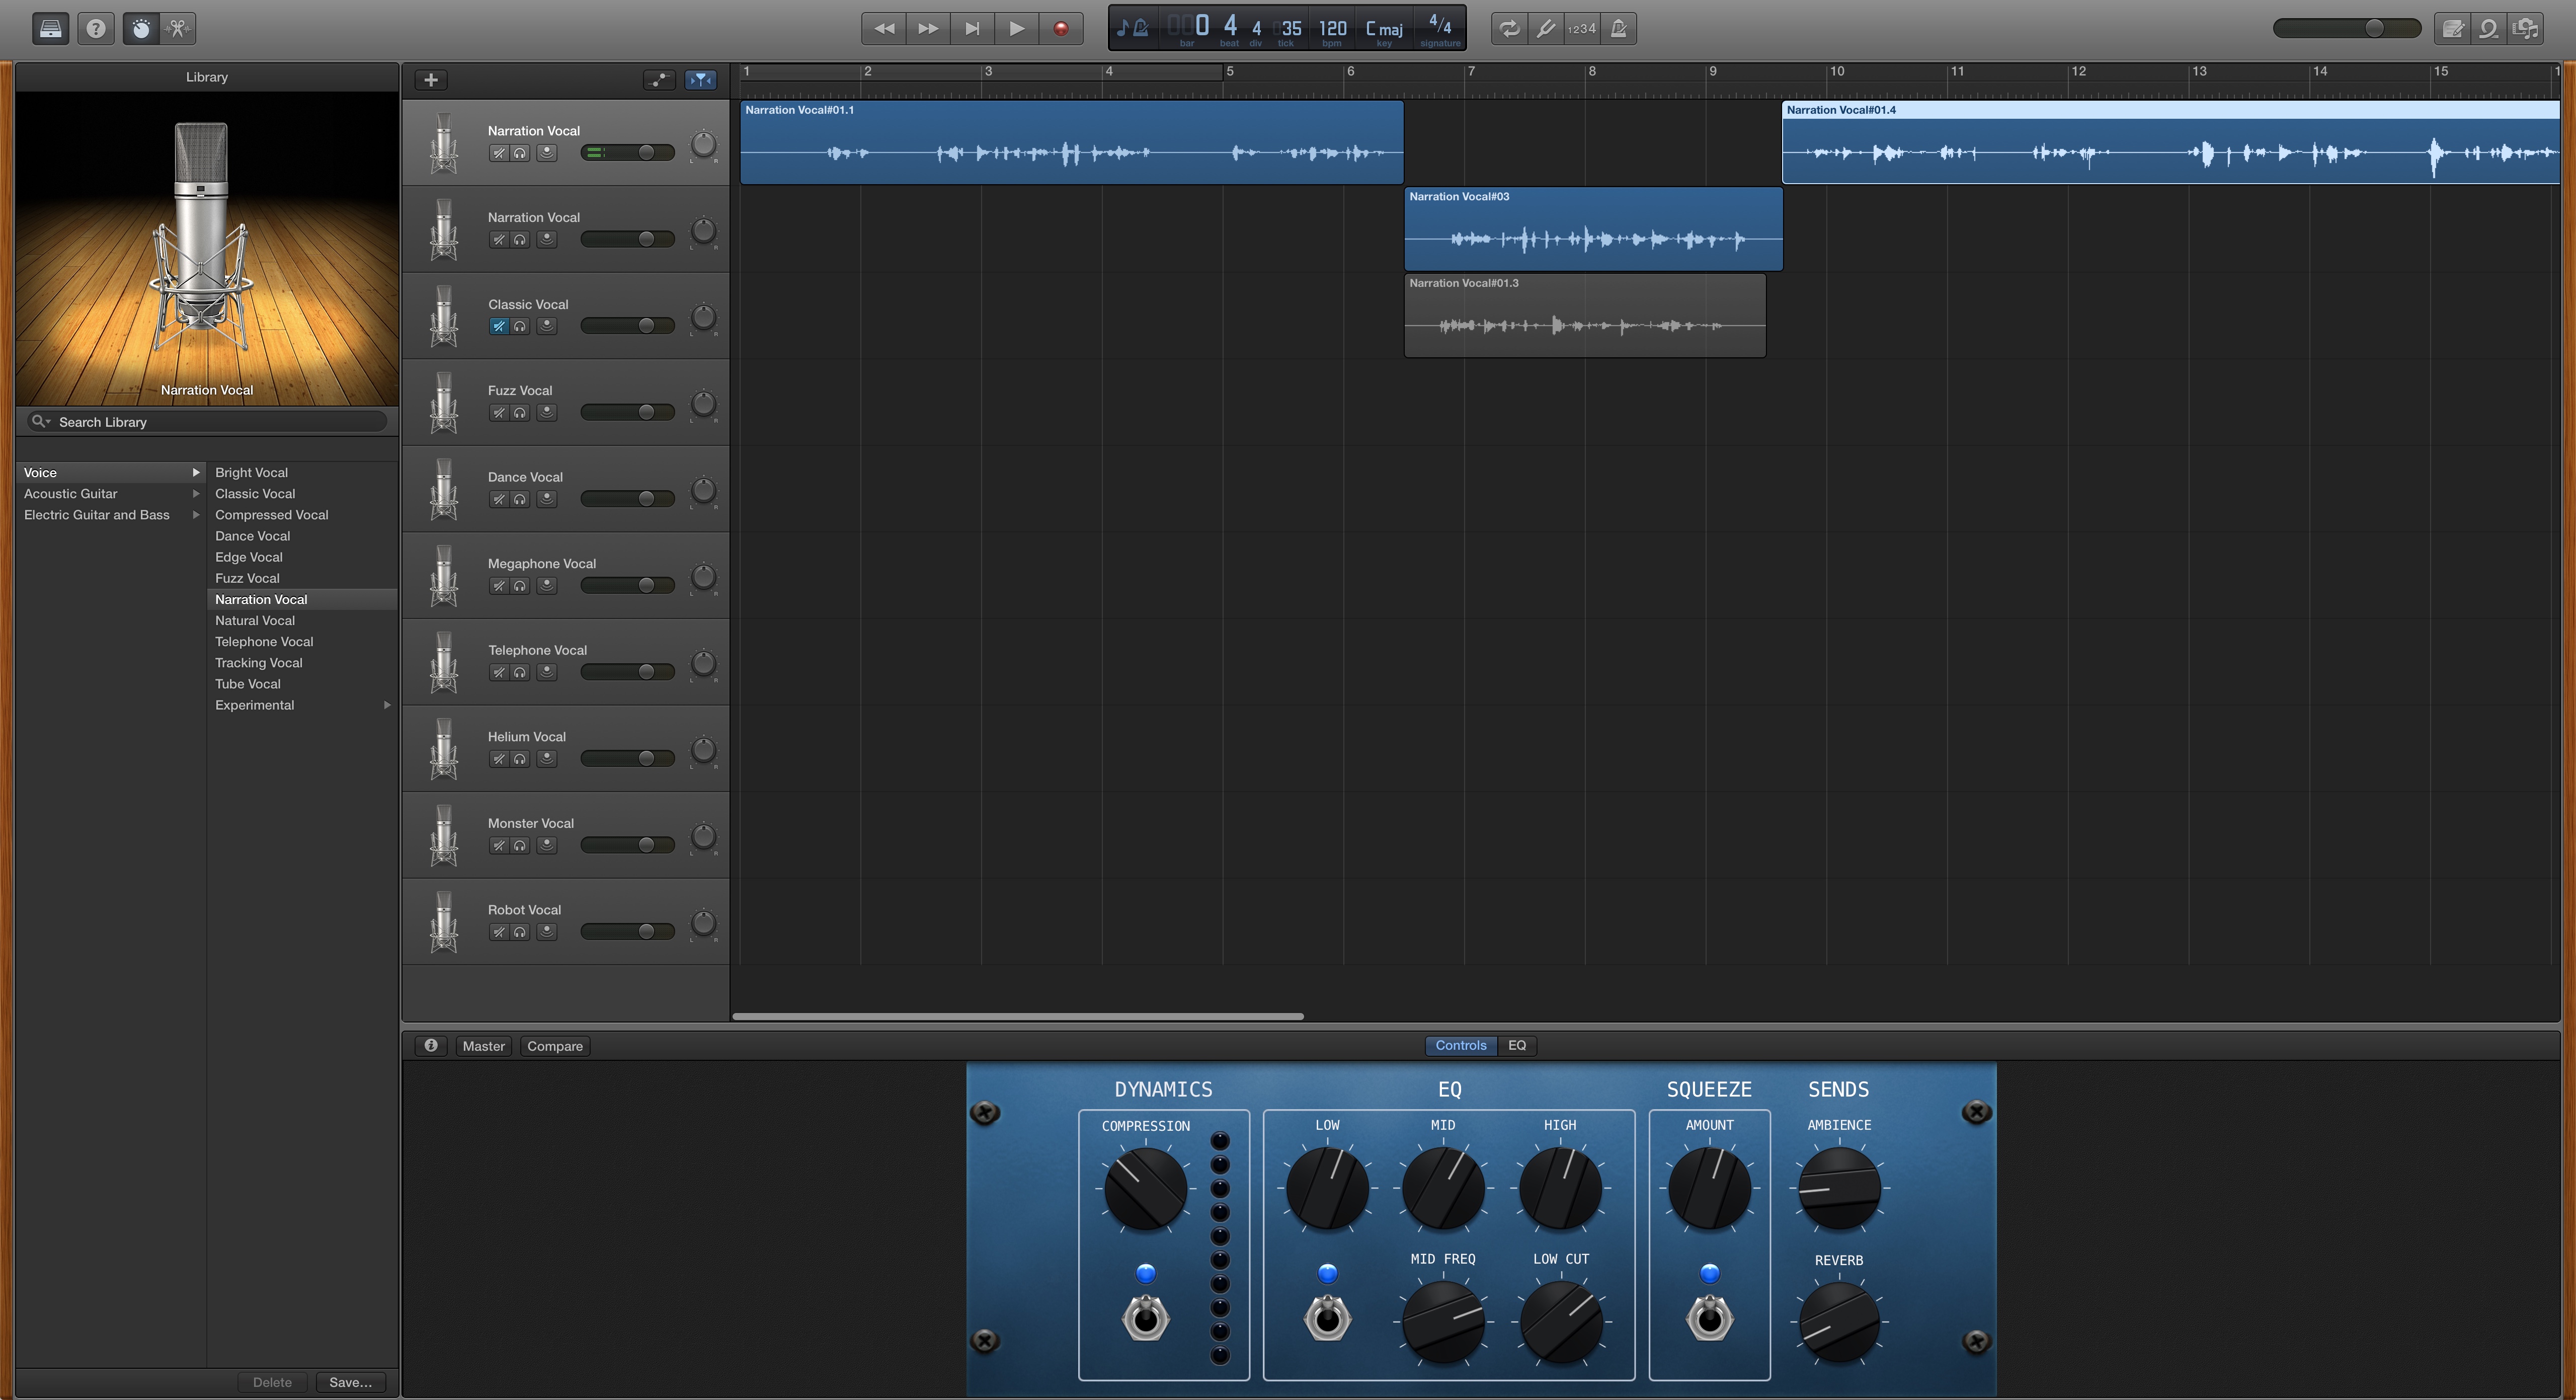 1234
0 4 4 35 120 C maj 4/4
bar beat div tick bpm key signature
Library
Narration Vocal
Search Library
Voice
Acoustic Guitar
Electric Guitar and Bass
Bright Vocal
Classic Vocal
Compressed Vocal
Dance Vocal
Edge Vocal
Fuzz Vocal
Narration Vocal
Natural Vocal
Telephone Vocal
Tracking Vocal
Tube Vocal
Experimental
Delete
Save...
1 2 3 4 5 6 7 8 9 10 11 12 13 14 15
Narration Vocal
L R
Narration Vocal#01.1
Narration Vocal#01.4
Narration Vocal
L R
Narration Vocal#03
Classic Vocal
L R
Narration Vocal#01.3
Fuzz Vocal
L R
Dance Vocal
L R
Megaphone Vocal
L R
Telephone Vocal
L R
Helium Vocal
L R
Monster Vocal
L R
Robot Vocal
L R
Master
Compare
Controls
EQ
DYNAMICS
COMPRESSION
EQ
LOW
MID
HIGH
MID FREQ
LOW CUT
SQUEEZE
AMOUNT
SENDS
AMBIENCE
REVERB